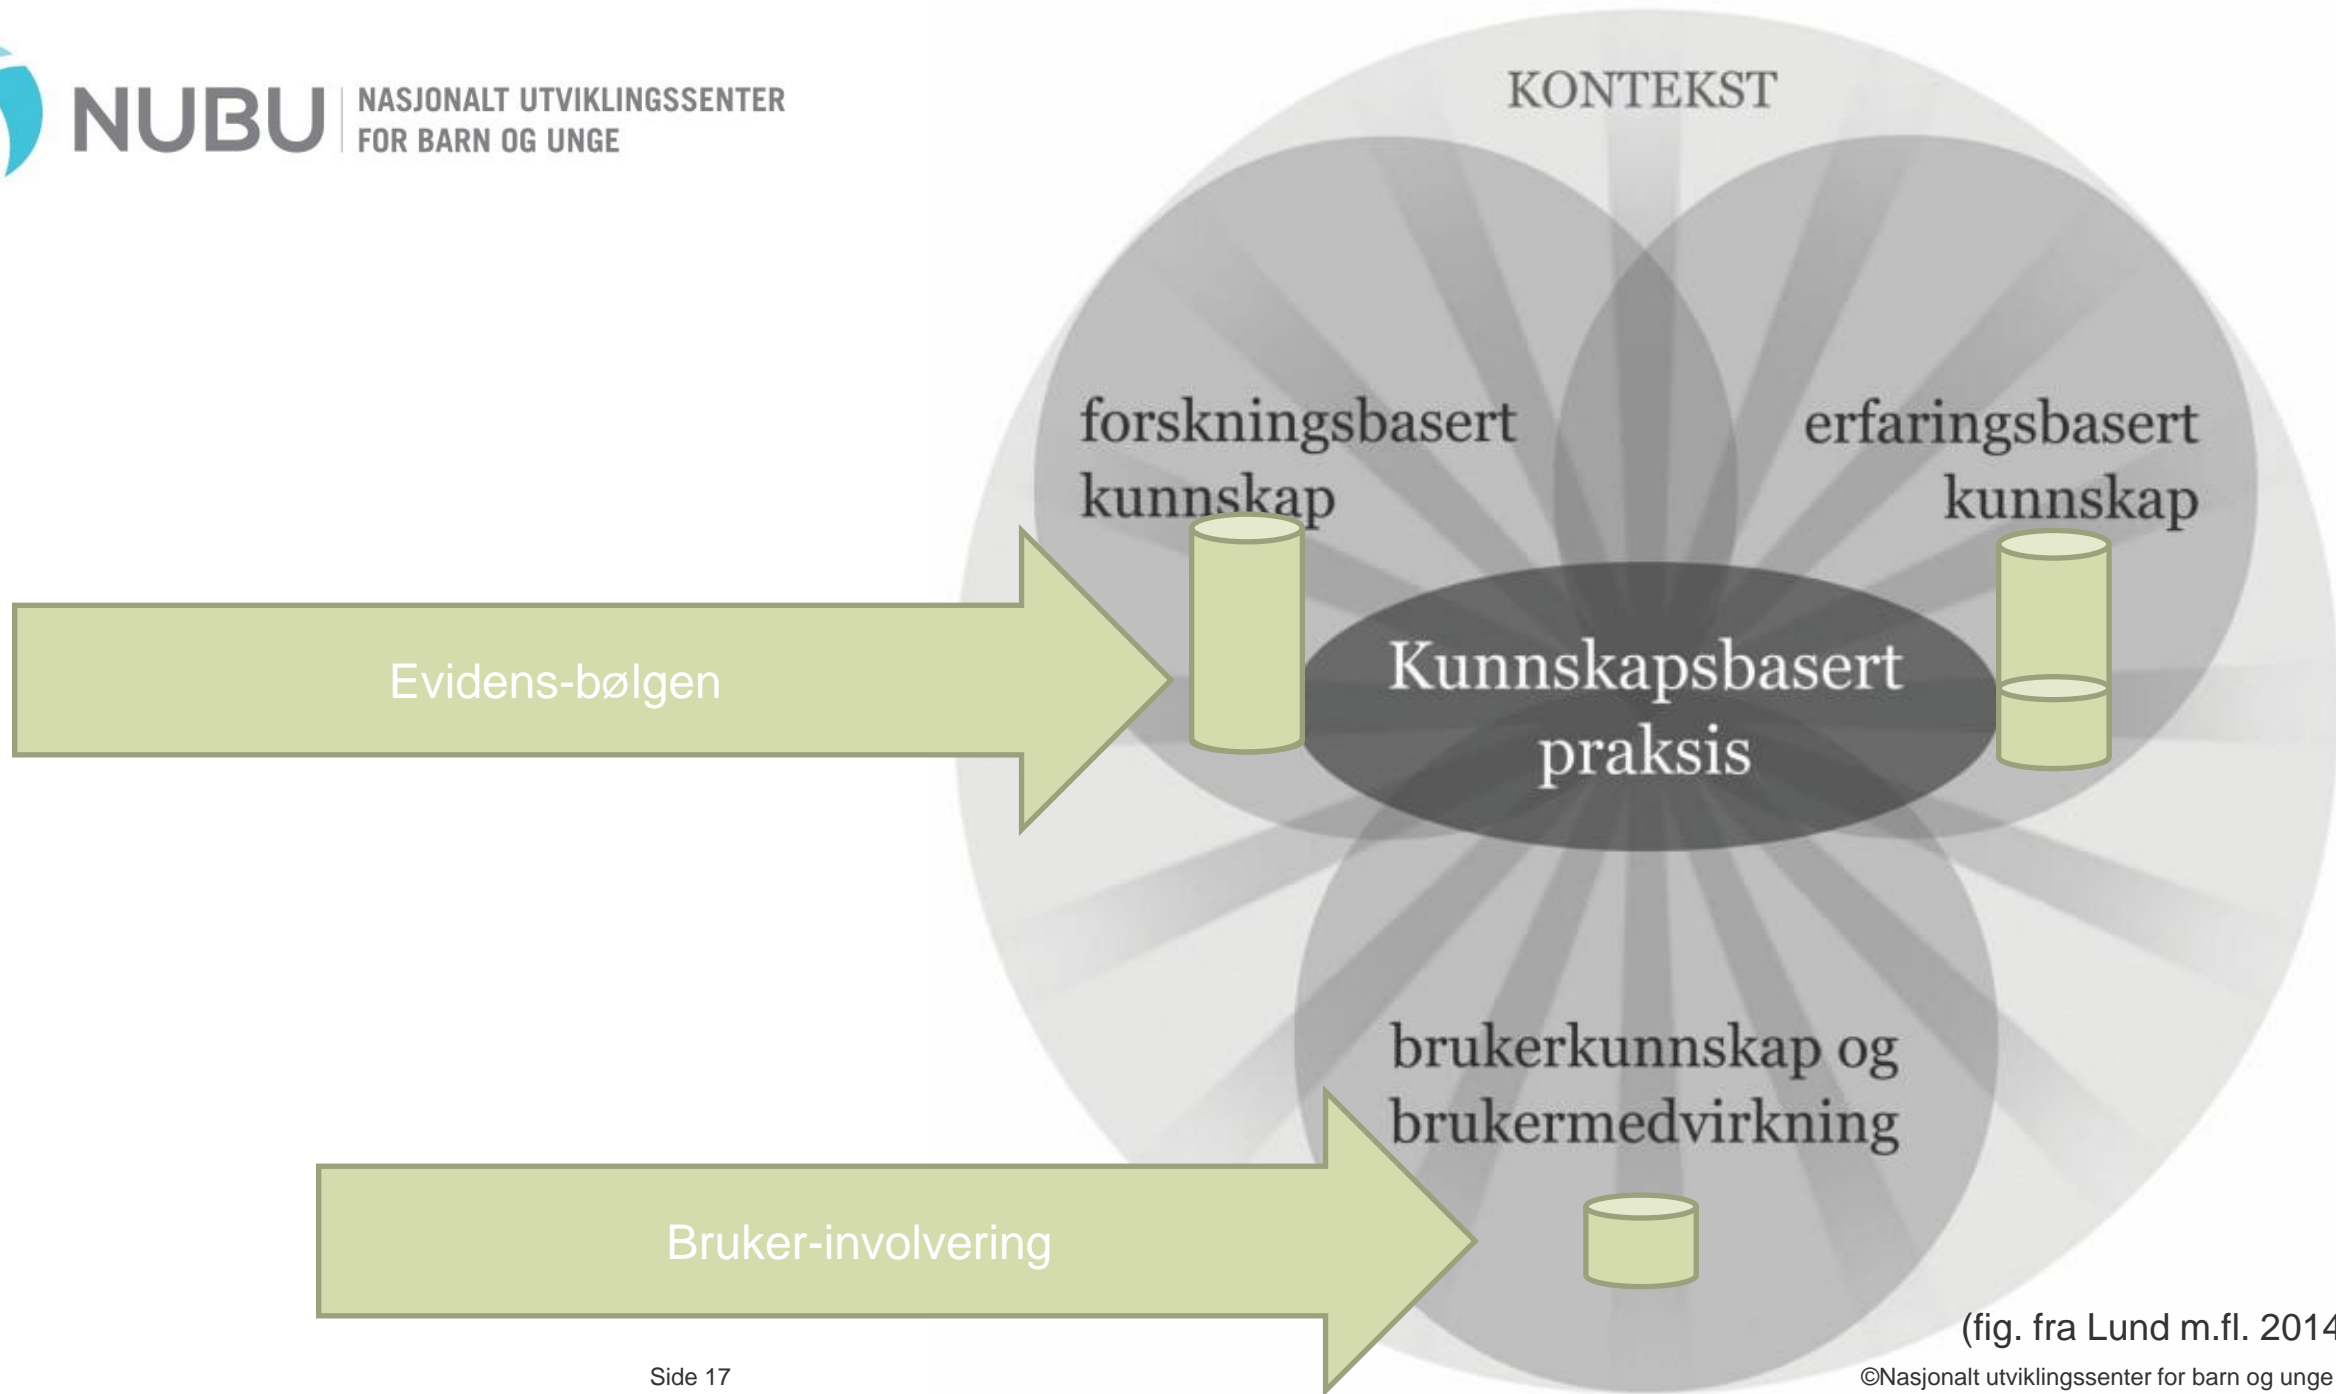 NUBU
NASJONALT UTVIKLINGSSENTER
FOR BARN OG UNGE
KONTEKST
forskningsbasert
kunnskap
erfaringsbasert
kunnskap
Evidens-bølgen
Kunnskapsbasert
praksis
brukerkunnskap og
brukermedvirkning
Bruker-involvering
(fig. fra Lund m.fl. 2014
Side 17
©Nasjonalt utviklingssenter for barn og unge